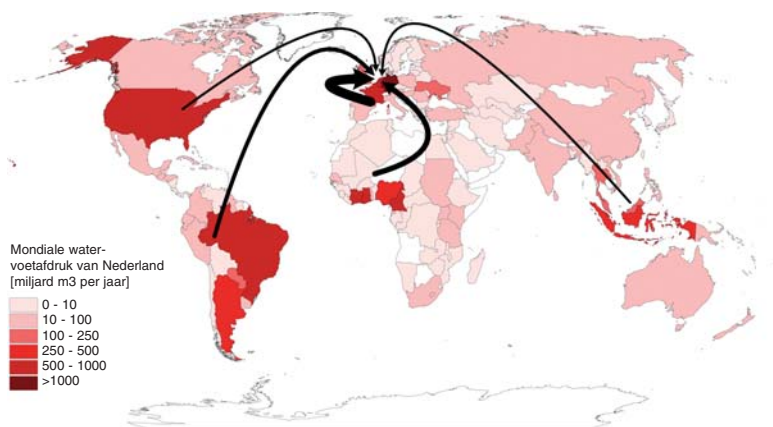 Mondiale water-
voetafdruk van Nederland
[miljard m3 per jaar]
0 - 10
10 - 100
100 - 250
250 - 500
500 - 1000
>1000